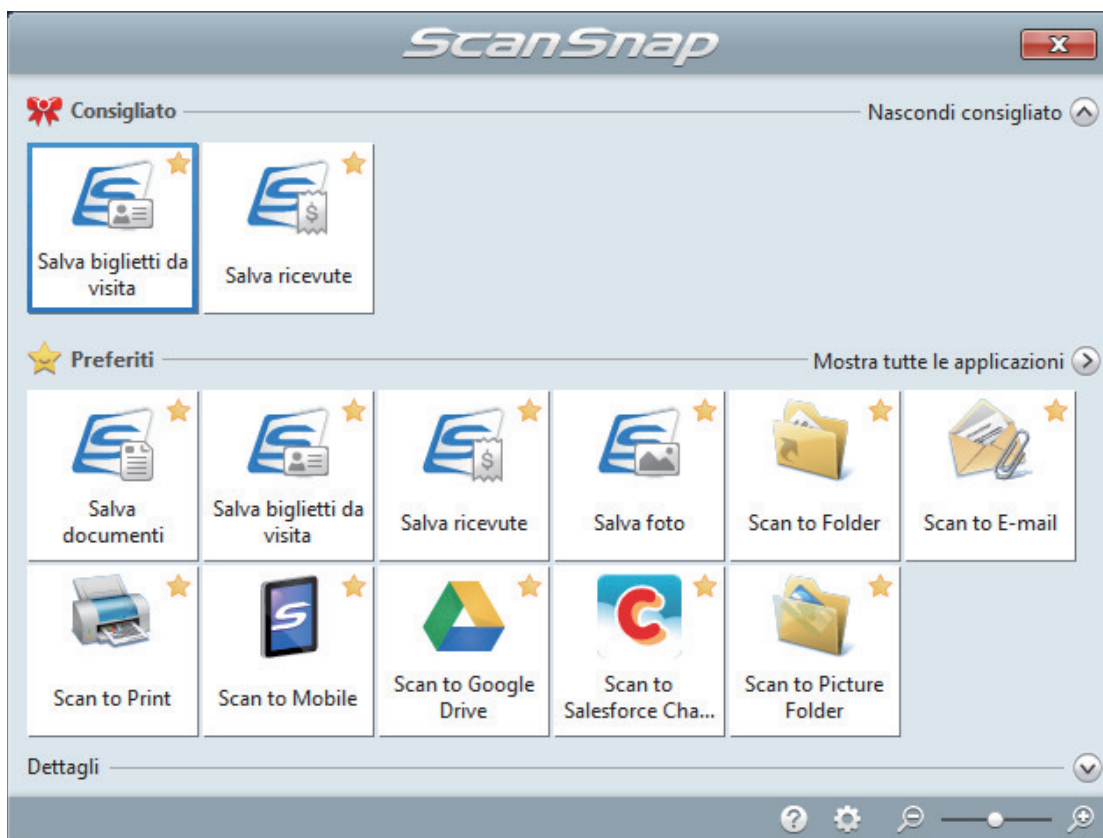 ScanSnap
Consigliato
Nascondi consigliato
Salva biglietti da
visita
Salva ricevute
Preferiti
Mostra tutte le applicazioni
Salva
documenti
Salva biglietti da
visita
Salva ricevute
Salva foto
Scan to Folder
Scan to E-mail
Scan to Print
Scan to Mobile
Scan to Google
Drive
Scan to
Salesforce Cha...
Scan to Picture
Folder
Dettagli